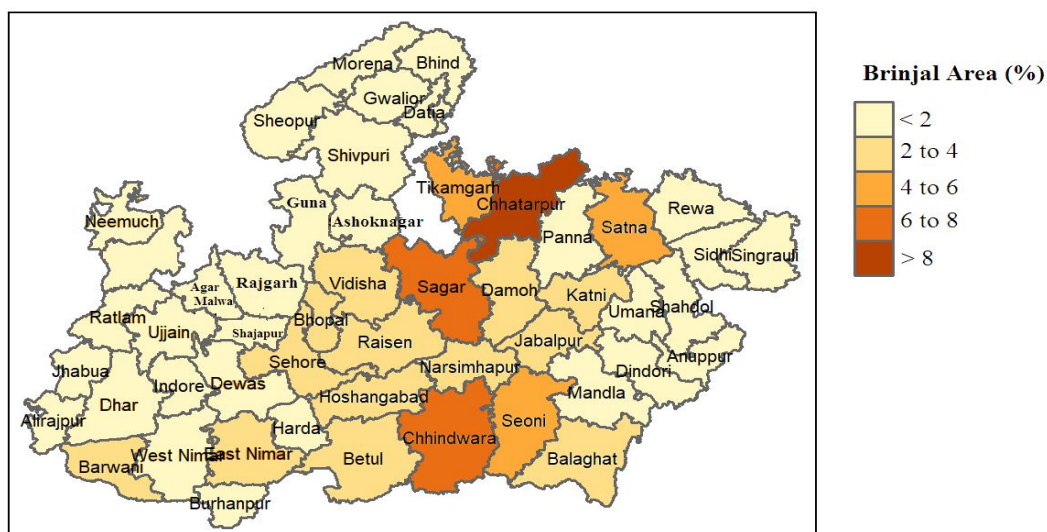 Morena
Bhind
Gwalior
Datia
Sheopur
Shivpuri
Tikamgarh
Chhatarpur
Guna
Ashoknagar
Neemuch
Panna
Satna
Rewa
Sidhi
Singrauli
Agar
Malwa
Rajgarh
Vidisha
Sagar
Damoh
Katni
Umaria
Shahdol
Ratlam
Ujjain
Shajapur
Bhopal
Raisen
Jabalpur
Anuppur
Jhabua
Indore
Dewas
Sehore
Narsimhapur
Dindori
Mandla
Alirajpur
Dhar
Hoshangabad
Harda
Chhindwara
Seoni
Barwani
West Nimar
East Nimar
Betul
Balaghat
Burhanpur
Brinjal Area (%)
< 2
2 to 4
4 to 6
6 to 8
> 8